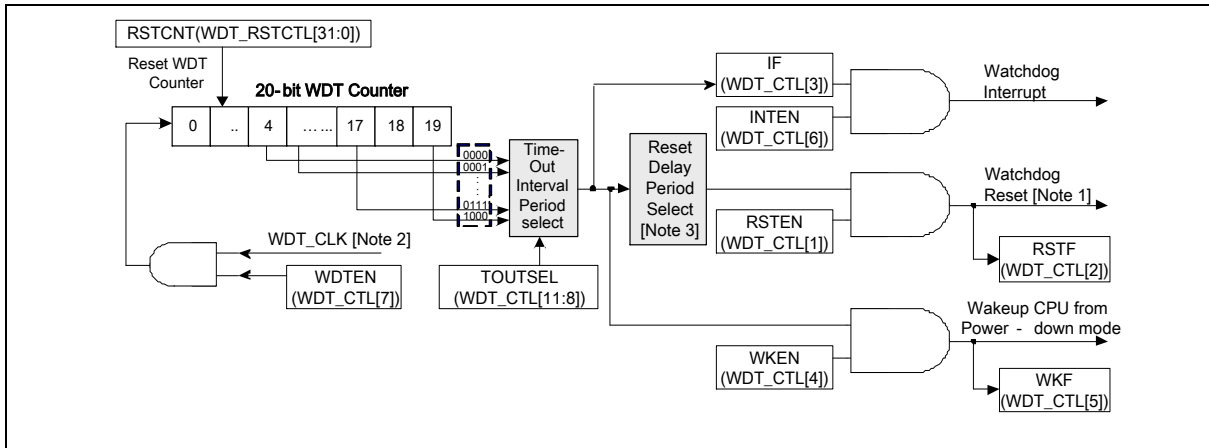 RSTCNT(WDT_RSTCTL[31:0])
Reset WDT
Counter
20-bit WDT Counter
0 .. 4 ... ... 17 18 19
0000
0001
0111
1000
Time-
Out
Interval
Period
select
TOUTSEL
(WDT_CTL[11:8])
WDT_CLK [Note 2]
WDTEN
(WDT_CTL[7])
IF
(WDT_CTL[3])
INTEN
(WDT_CTL[6])
Watchdog
Interrupt
Reset
Delay
Period
Select
[Note 3]
RSTEN
(WDT_CTL[1])
Watchdog
Reset [Note 1]
RSTF
(WDT_CTL[2])
WKEN
(WDT_CTL[4])
Wakeup CPU from
Power - down mode
WKF
(WDT_CTL[5])